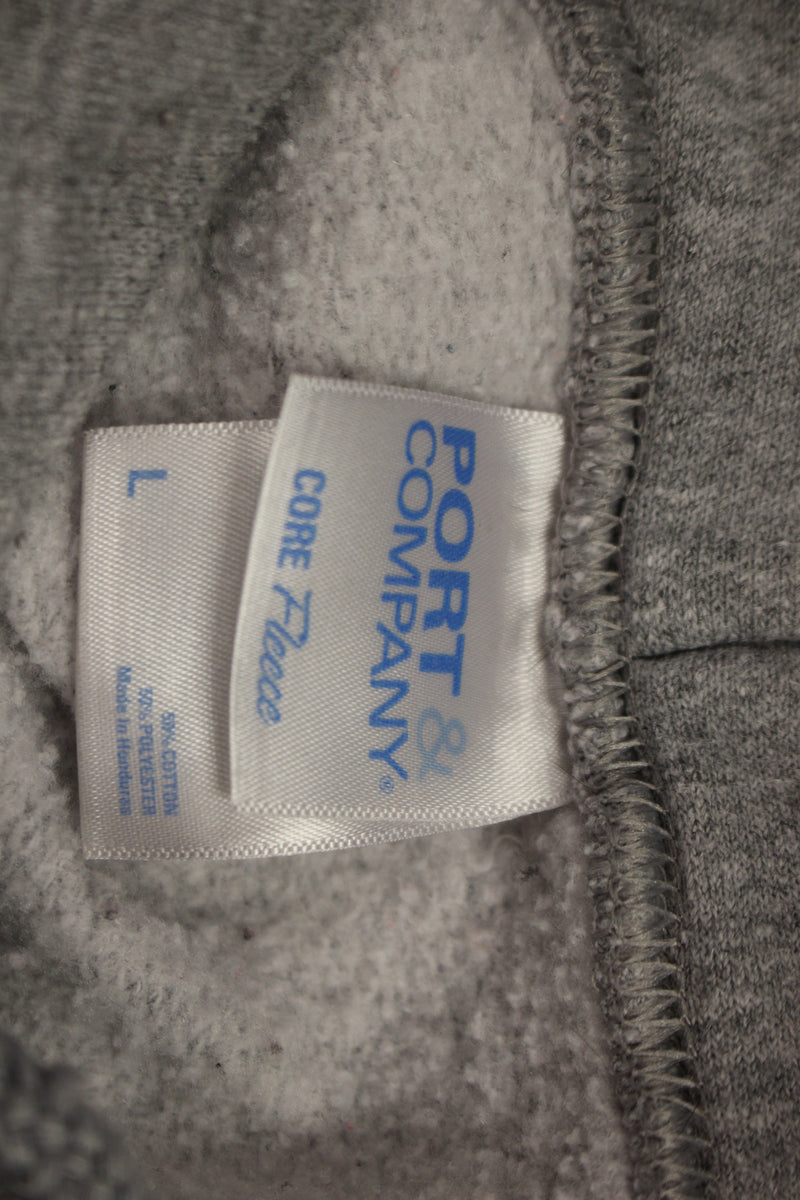 PORT &
COMPANY®
CORE Fleece
L
50% COTTON
50% POLYESTER
Made in Honduras